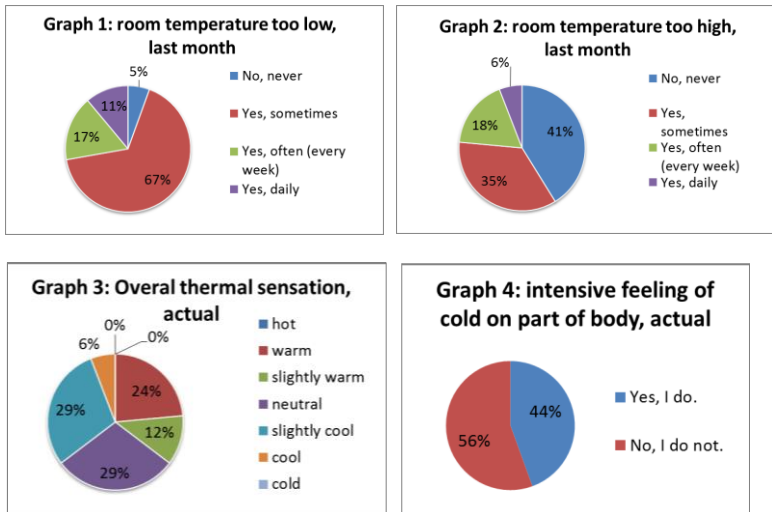 Graph 1: room temperature too low,
last month
5%
11%
17%
67%
No, never
Yes, sometimes
Yes, often (every
week)
Yes, daily
Graph 2: room temperature too high,
last month
6%
18%
41%
35%
No, never
Yes,
sometimes
Yes, often
(every week)
Yes, daily
Graph 3: Overal thermal sensation,
actual
0%
0%
6%
24%
29%
12%
29%
hot
warm
slightly warm
neutral
slightly cool
cool
cold
Graph 4: intensive feeling of
cold on part of body, actual
44%
56%
Yes, I do.
No, I do not.